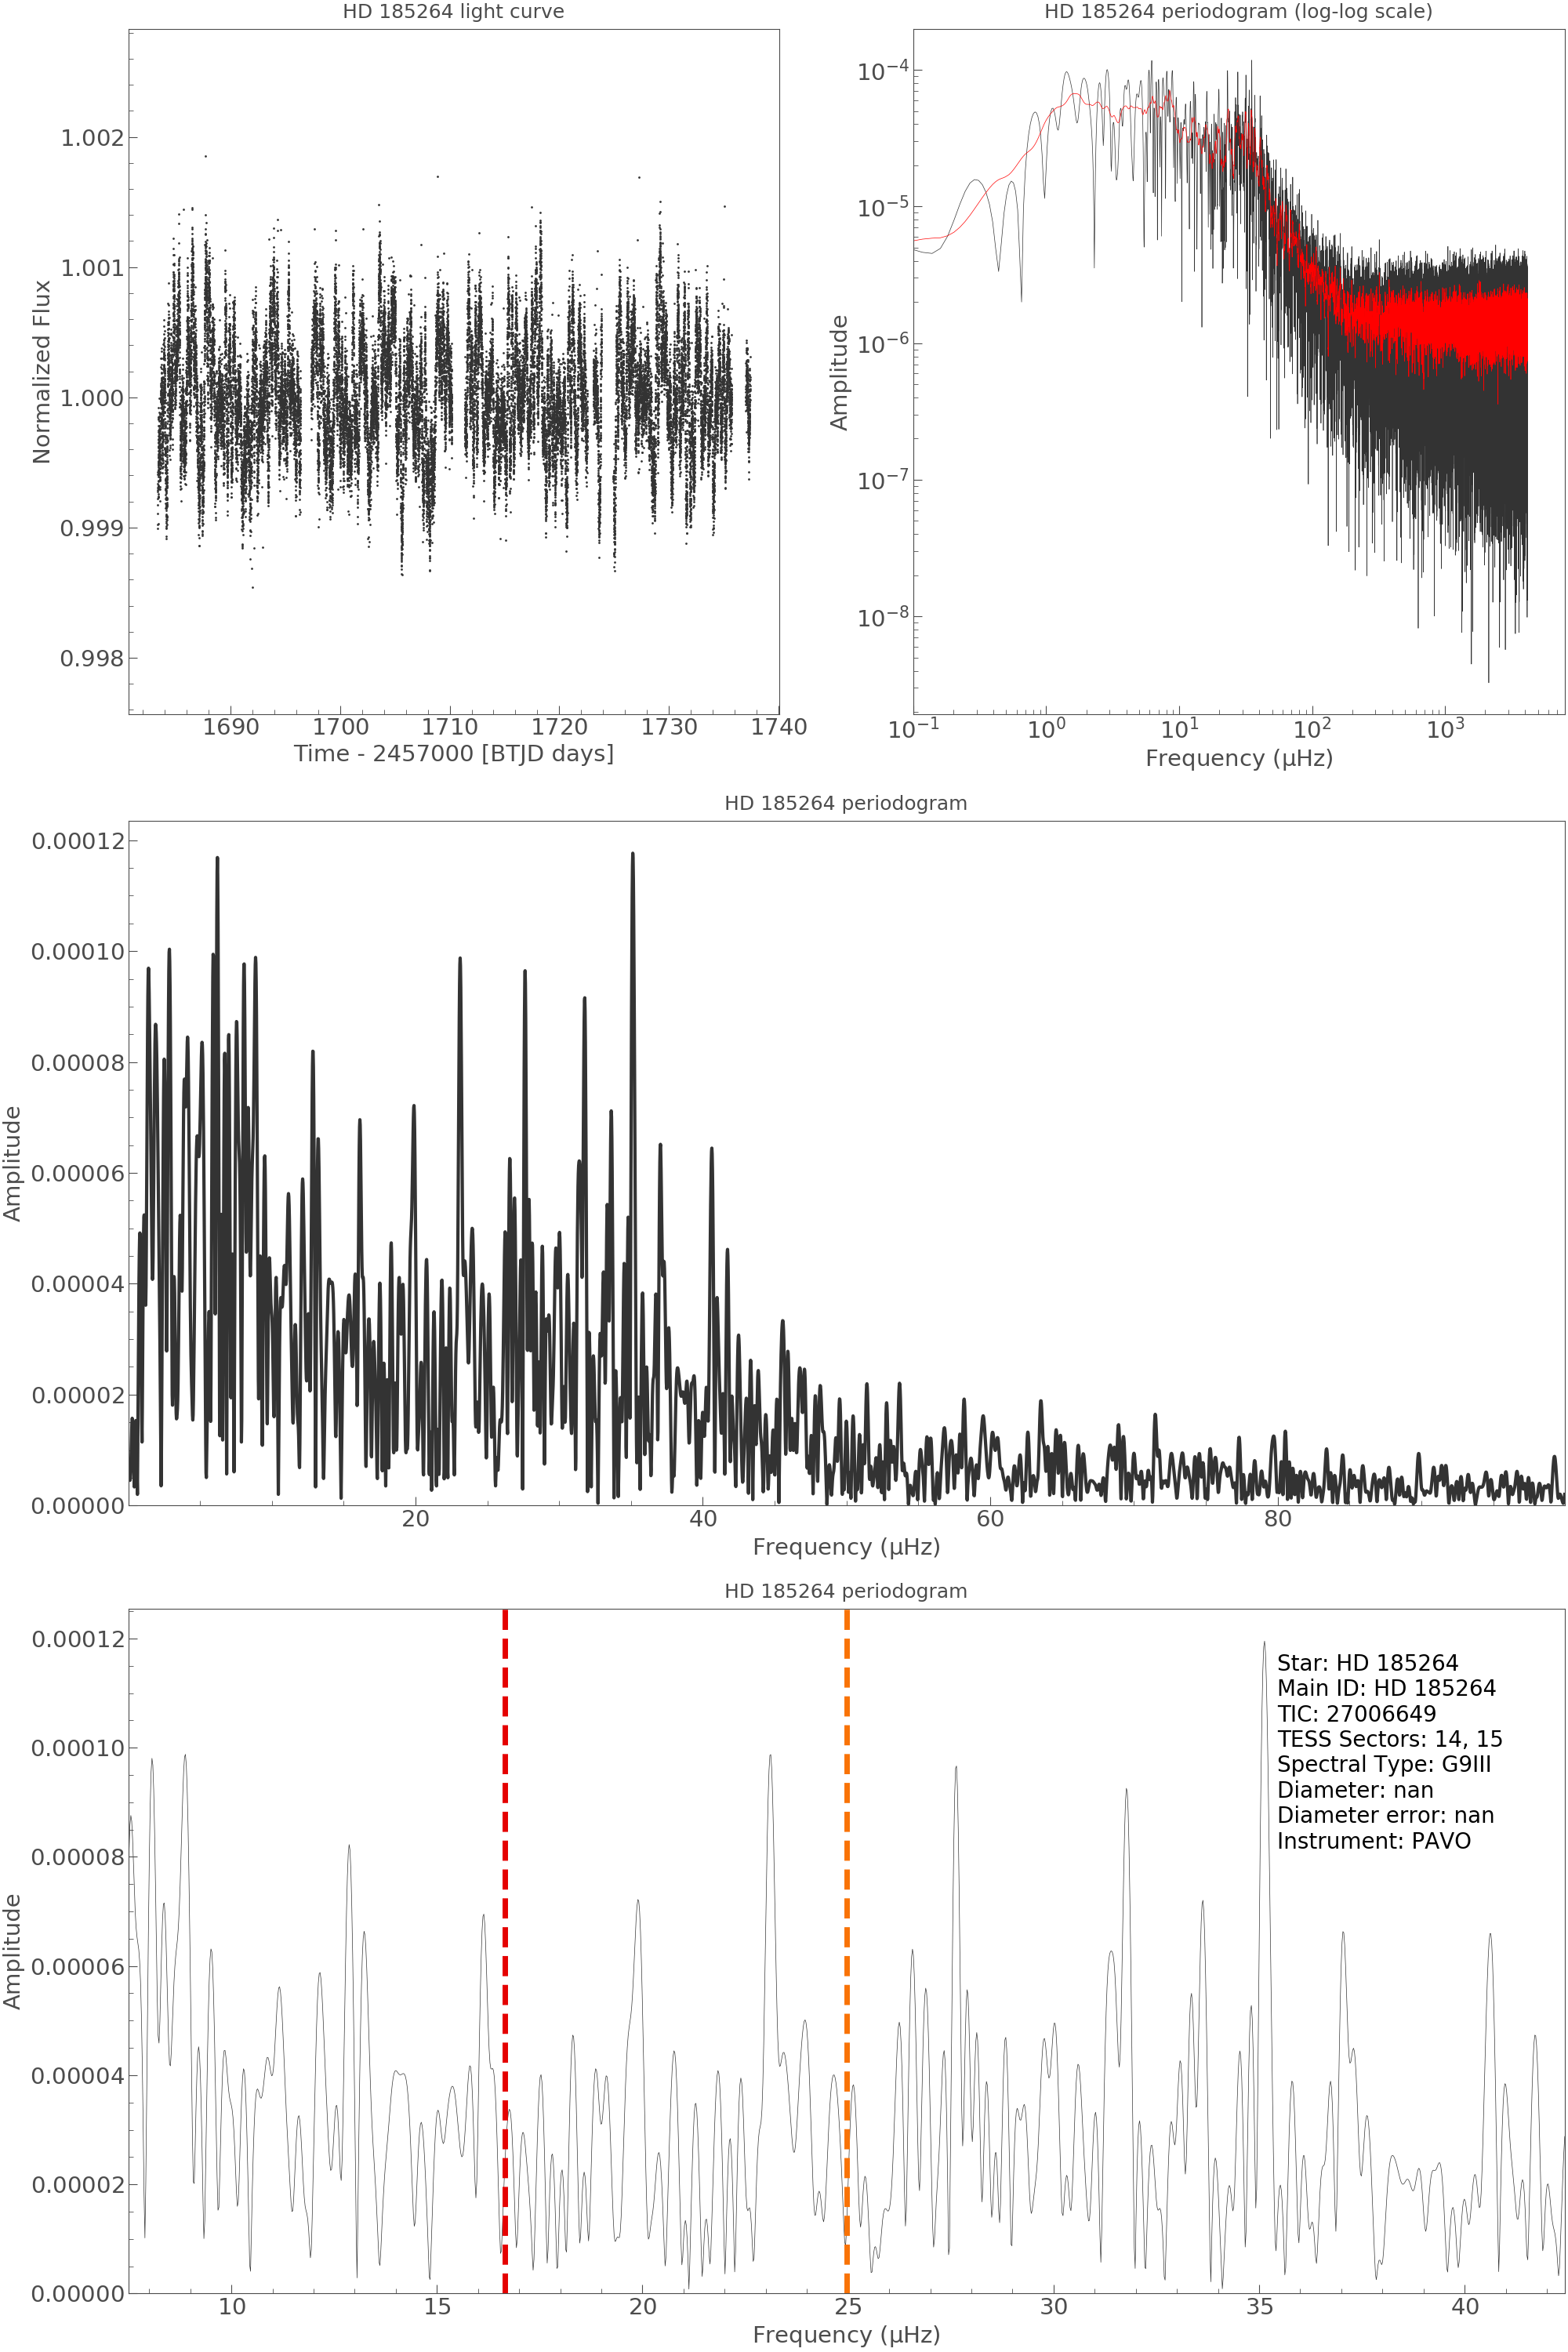 HD 185264 light curve
1.002
1.001
1.000
0.999
0.998
Normalized Flux
1690 1700 1710 1720 1730 1740
Time - 2457000 [BTJD days]
HD 185264 periodogram (log-log scale)
10⁻⁴
10⁻⁵
10⁻⁶
10⁻⁷
10⁻⁸
Amplitude
10⁻¹ 10⁰ 10¹ 10² 10³
Frequency (µHz)
HD 185264 periodogram
0.00012
0.00010
0.00008
0.00006
0.00004
0.00002
0.00000
Amplitude
20 40 60 80
Frequency (µHz)
HD 185264 periodogram
0.00012
0.00010
0.00008
0.00006
0.00004
0.00002
0.00000
Amplitude
Star: HD 185264
Main ID: HD 185264
TIC: 27006649
TESS Sectors: 14, 15
Spectral Type: G9III
Diameter: nan
Diameter error: nan
Instrument: PAVO
10 15 20 25 30 35 40
Frequency (µHz)